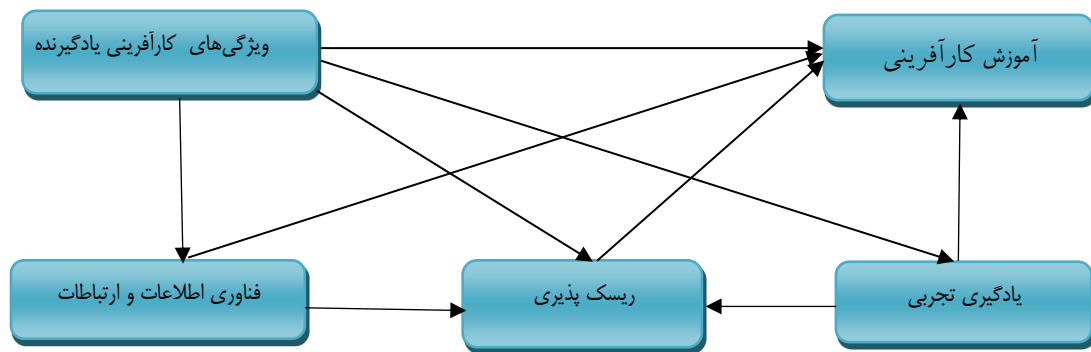 ویژگی‌های کارآفرینی یادگیرنده
آموزش کارآفرینی
فناوری اطلاعات و ارتباطات
ریسک پذیری
یادگیری تجربی